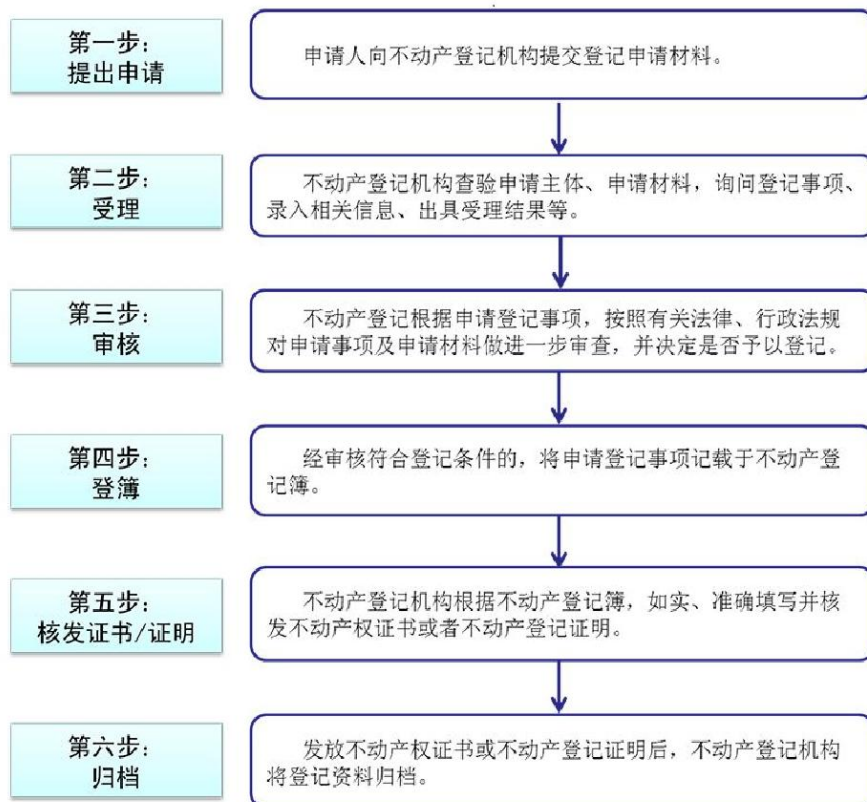 第一步：
提出申请
申请人向不动产登记机构提交登记申请材料。
第二步：
受理
不动产登记机构查验申请主体、申请材料，询问登记事项、
录入相关信息、出具受理结果等。
第三步：
审核
不动产登记根据申请登记事项，按照有关法律、行政法规
对申请事项及申请材料做进一步审查，并决定是否予以登记。
第四步：
登簿
经审核符合登记条件的，将申请登记事项记载于不动产登
记簿。
第五步：
核发证书/证明
不动产登记机构根据不动产登记簿，如实、准确填写并核
发不动产权证书或者不动产登记证明。
第六步：
归档
发放不动产权证书或不动产登记证明后，不动产登记机构
将登记资料归档。